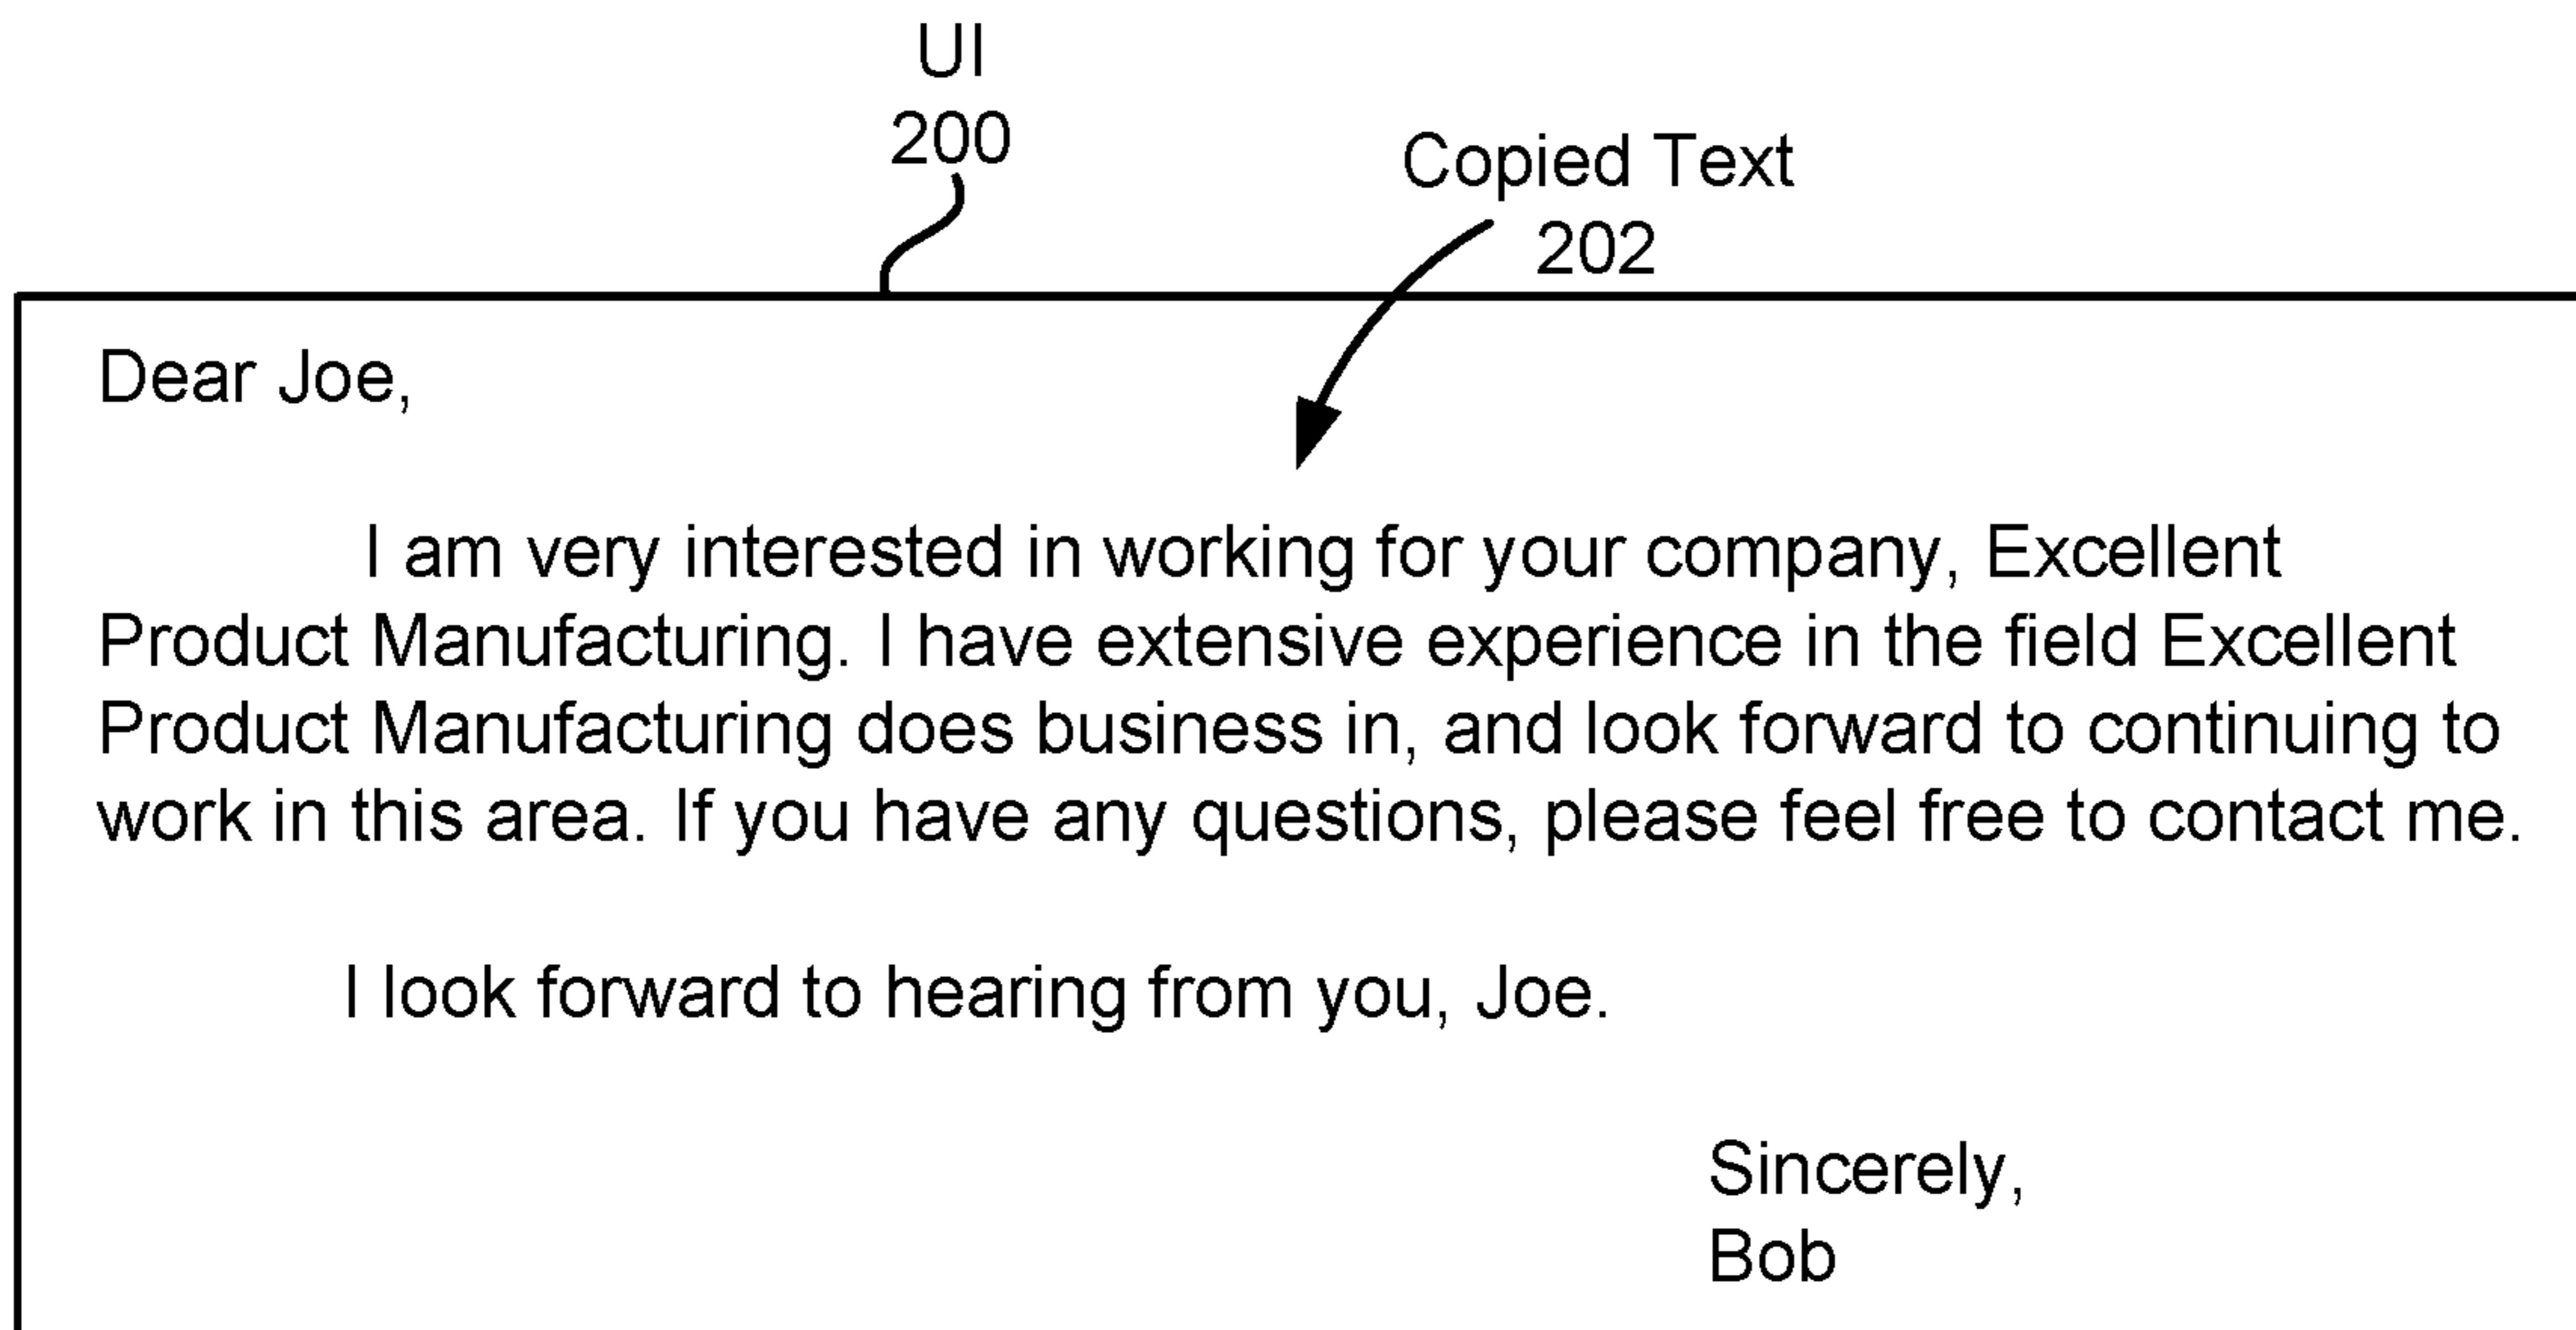 UI
200
Copied Text
202
Dear Joe,
I am very interested in working for your company, Excellent
Product Manufacturing. I have extensive experience in the field Excellent
Product Manufacturing does business in, and look forward to continuing to
work in this area. If you have any questions, please feel free to contact me.
I look forward to hearing from you, Joe.
Sincerely,
Bob